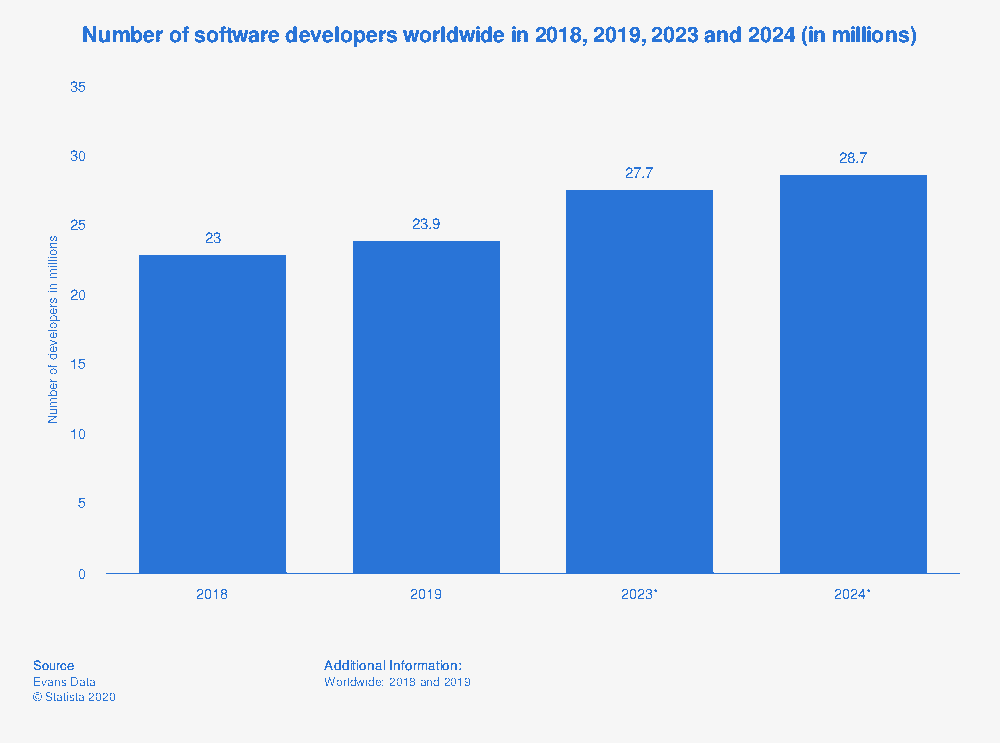 Number of software developers worldwide in 2018, 2019, 2023 and 2024 (in millions)
35
30
25
20
15
10
5
0
Number of developers in millions
23
23.9
27.7
28.7
2018
2019
2023*
2024*
Source
Evans Data
© Statista 2020
Additional Information:
Worldwide: 2018 and 2019